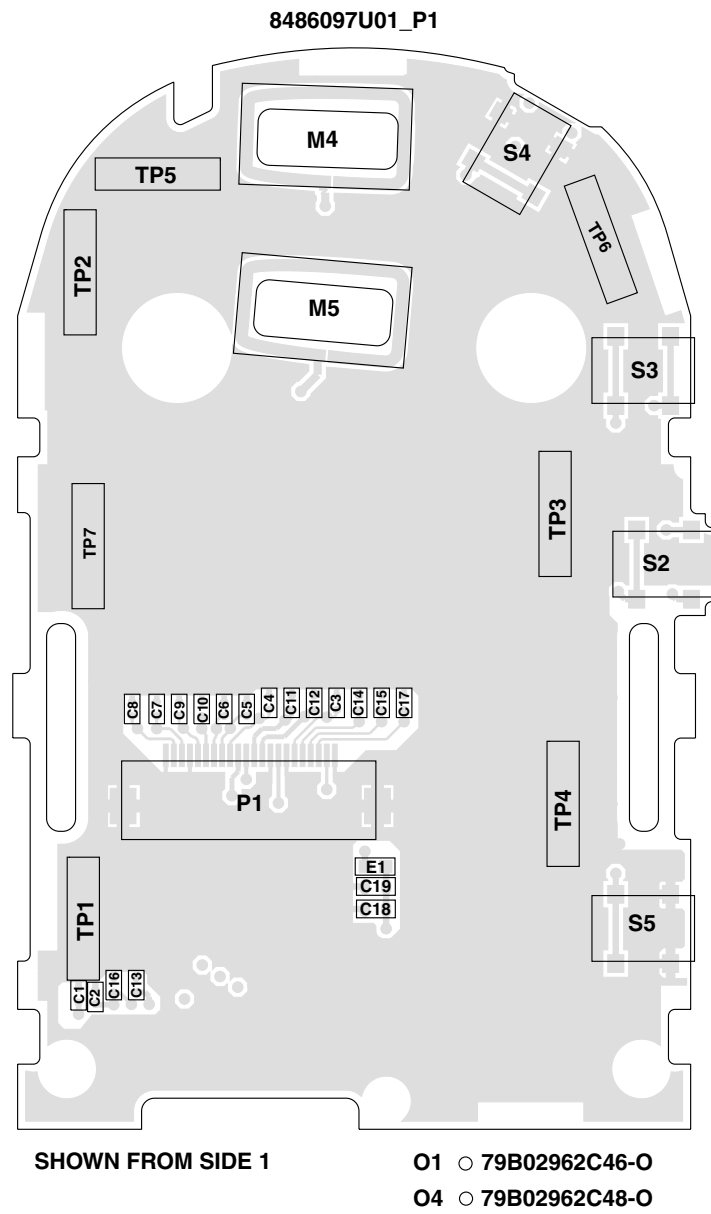 8486097U01_P1
M4
S4
TP5
TP6
TP2
M5
S3
TP3
TP7
S2
C8 C7 C9 C10 C6 C5 C4 C11 C12 C3 C14 C15 C17
P1
TP4
E1
C19
C18
TP1
S5
C1 C2 C16 C13
SHOWN FROM SIDE 1
O1 ○ 79B02962C46-O
O4 ○ 79B02962C48-O